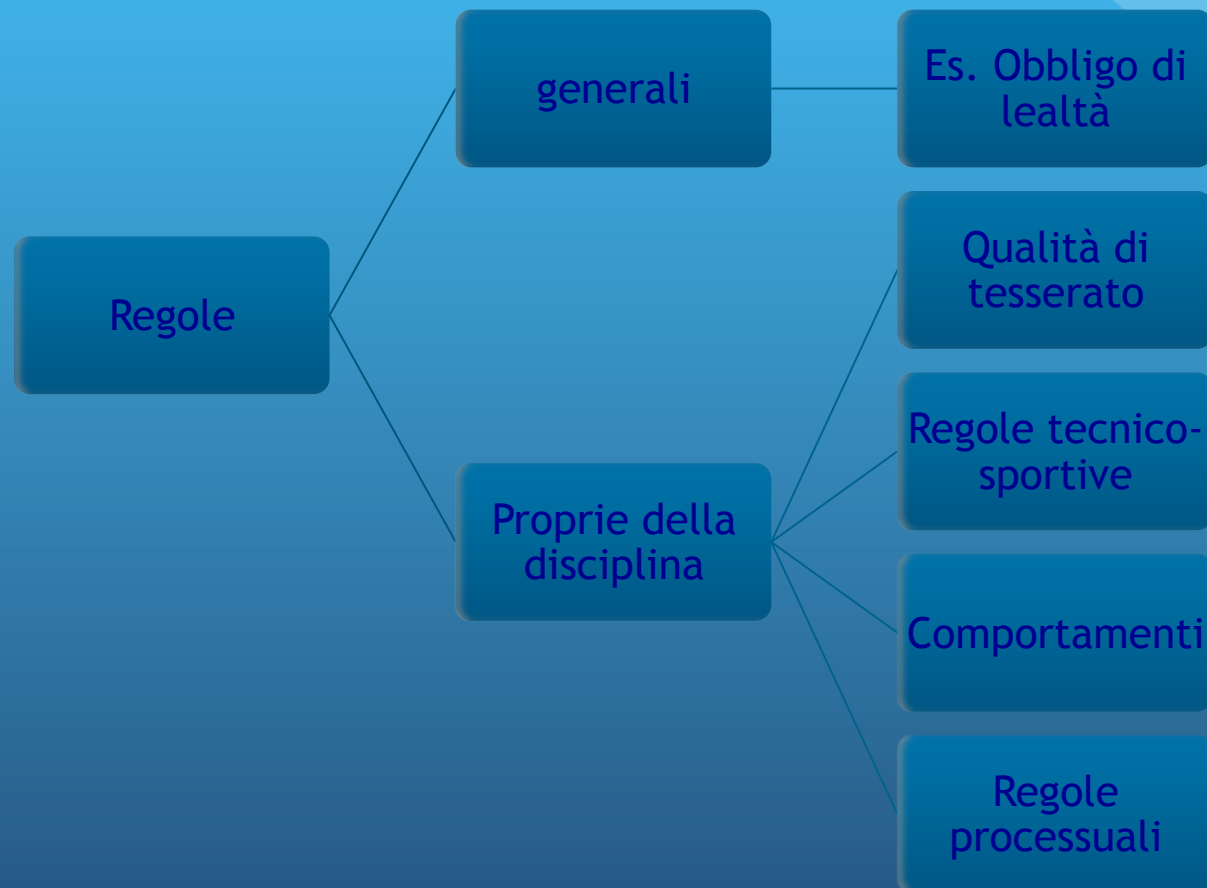 Regole
generali
Es. Obbligo di
lealtà
Proprie della
disciplina
Qualità di
tesserato
Regole tecnico-
sportive
Comportamenti
Regole
processuali